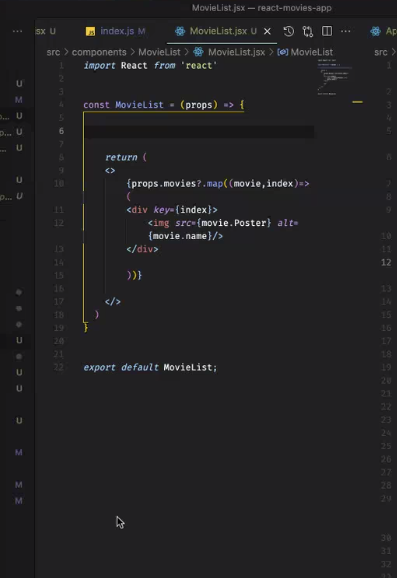 MovieList.jsx — react-movies-app
··· sx U JS index.js M MovieList.jsx U ··· Ap
src > components > MovieList > MovieList.jsx > MovieList src >
1 import React from 'react'
2
3
4 const MovieList = (props) => {
5
6
7
8 return (
9 <>
10 {props.movies?.map((movie,index)=>
(
11 <div key={index}>
12 <img src={movie.Poster} alt=
{movie.name}/>
13 </div>
14
15 ))}
16
17 </>
18 )
19 }
20
21
22 export default MovieList;
U
M
p... U
...
U
U
p... U
U
U
U
U
M
M
M
1
3
4
5
7
8
9
10
11
12
13
14
15
16
17
18
19
20
21
22
23
24
25
26
27
28
29
30
31
32
33